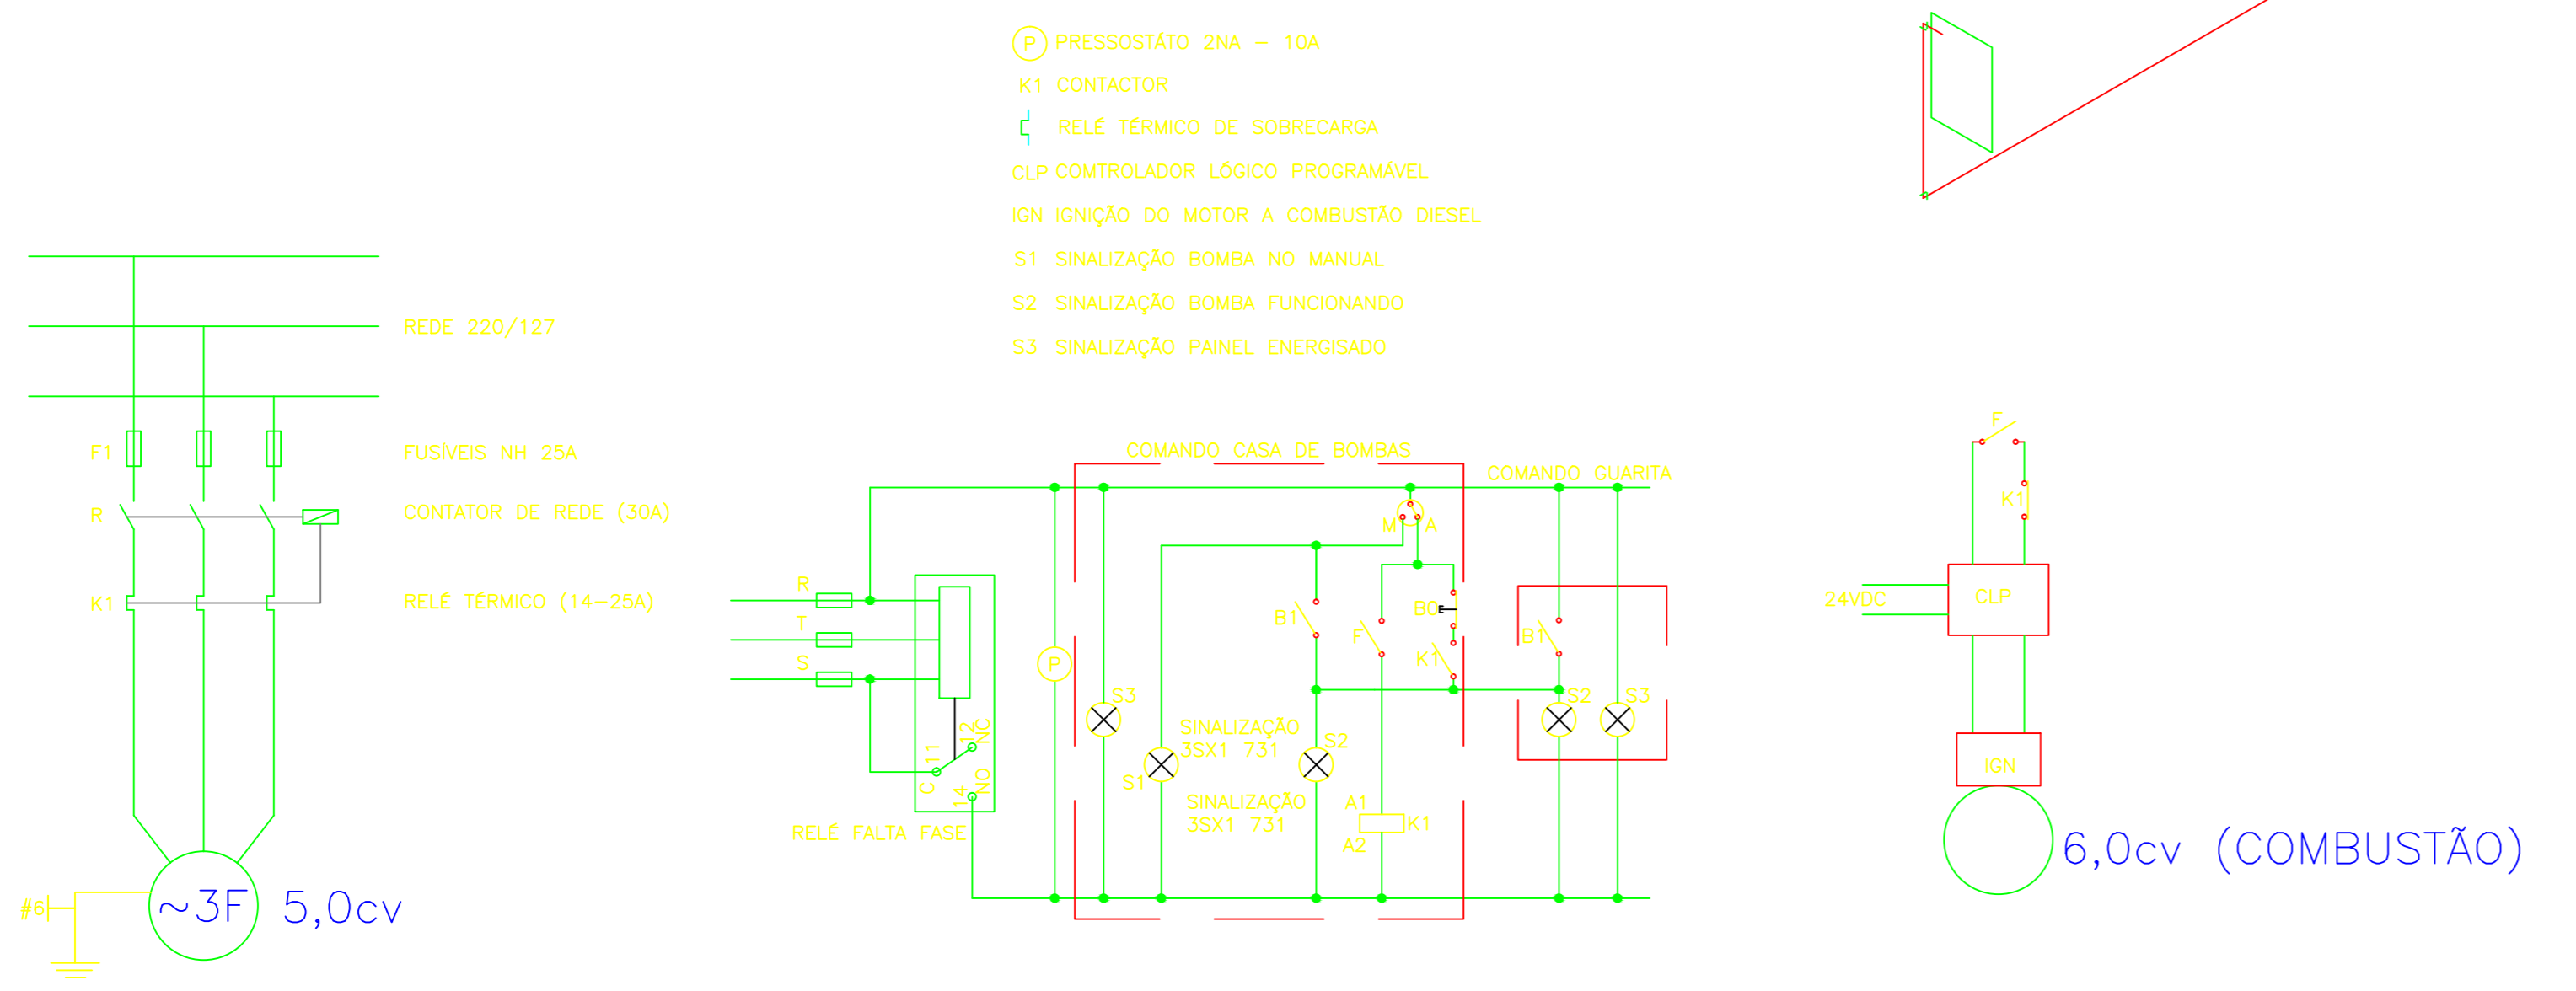 P PRESSOSTÁTO 2NA - 10A
K1 CONTACTOR
RELÉ TÉRMICO DE SOBRECARGA
CLP COMTROLADOR LÓGICO PROGRAMÁVEL
IGN IGNIÇÃO DO MOTOR A COMBUSTÃO DIESEL
S1 SINALIZAÇÃO BOMBA NO MANUAL
S2 SINALIZAÇÃO BOMBA FUNCIONANDO
S3 SINALIZAÇÃO PAINEL ENERGISADO
REDE 220/127
F1
FUSÍVEIS NH 25A
R
CONTATOR DE REDE (30A)
K1
RELÉ TÉRMICO (14-25A)
#6
~3F
5,0cv
R
T
S
C
11
12
NC
14
NO
RELÉ FALTA FASE
P
COMANDO CASA DE BOMBAS
M
A
B1
F
B0
K1
S3
SINALIZAÇÃO
3SX1 731
S1
S2
SINALIZAÇÃO
3SX1 731
A1
K1
A2
COMANDO GUARITA
B1
S2
S3
F
K1
24VDC
CLP
IGN
6,0cv (COMBUSTÃO)